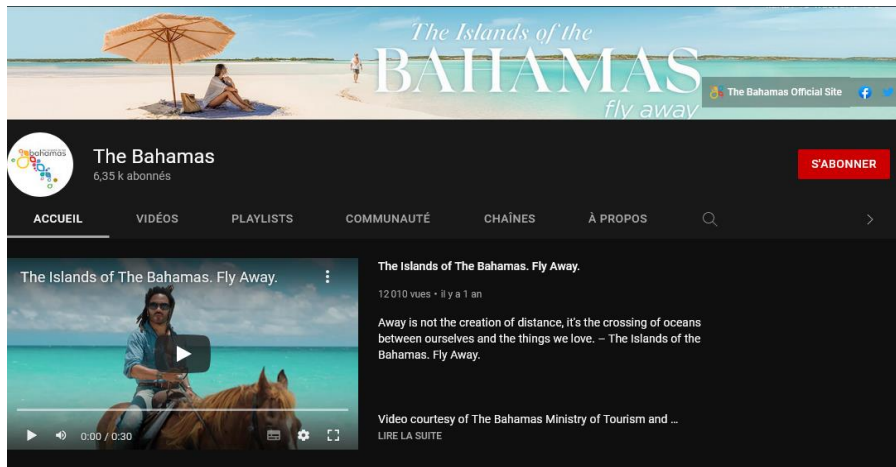 The Islands of the
BAHAMAS
fly away
The Bahamas Official Site
bahamas
The Bahamas
6,35 k abonnés
S'ABONNER
ACCUEIL VIDÉOS PLAYLISTS COMMUNAUTÉ CHAÎNES À PROPOS
The Islands of The Bahamas. Fly Away.
0:00 / 0:30
The Islands of The Bahamas. Fly Away.
12 010 vues • il y a 1 an
Away is not the creation of distance, it's the crossing of oceans
between ourselves and the things we love. – The Islands of the
Bahamas. Fly Away.
Video courtesy of The Bahamas Ministry of Tourism and ...
LIRE LA SUITE